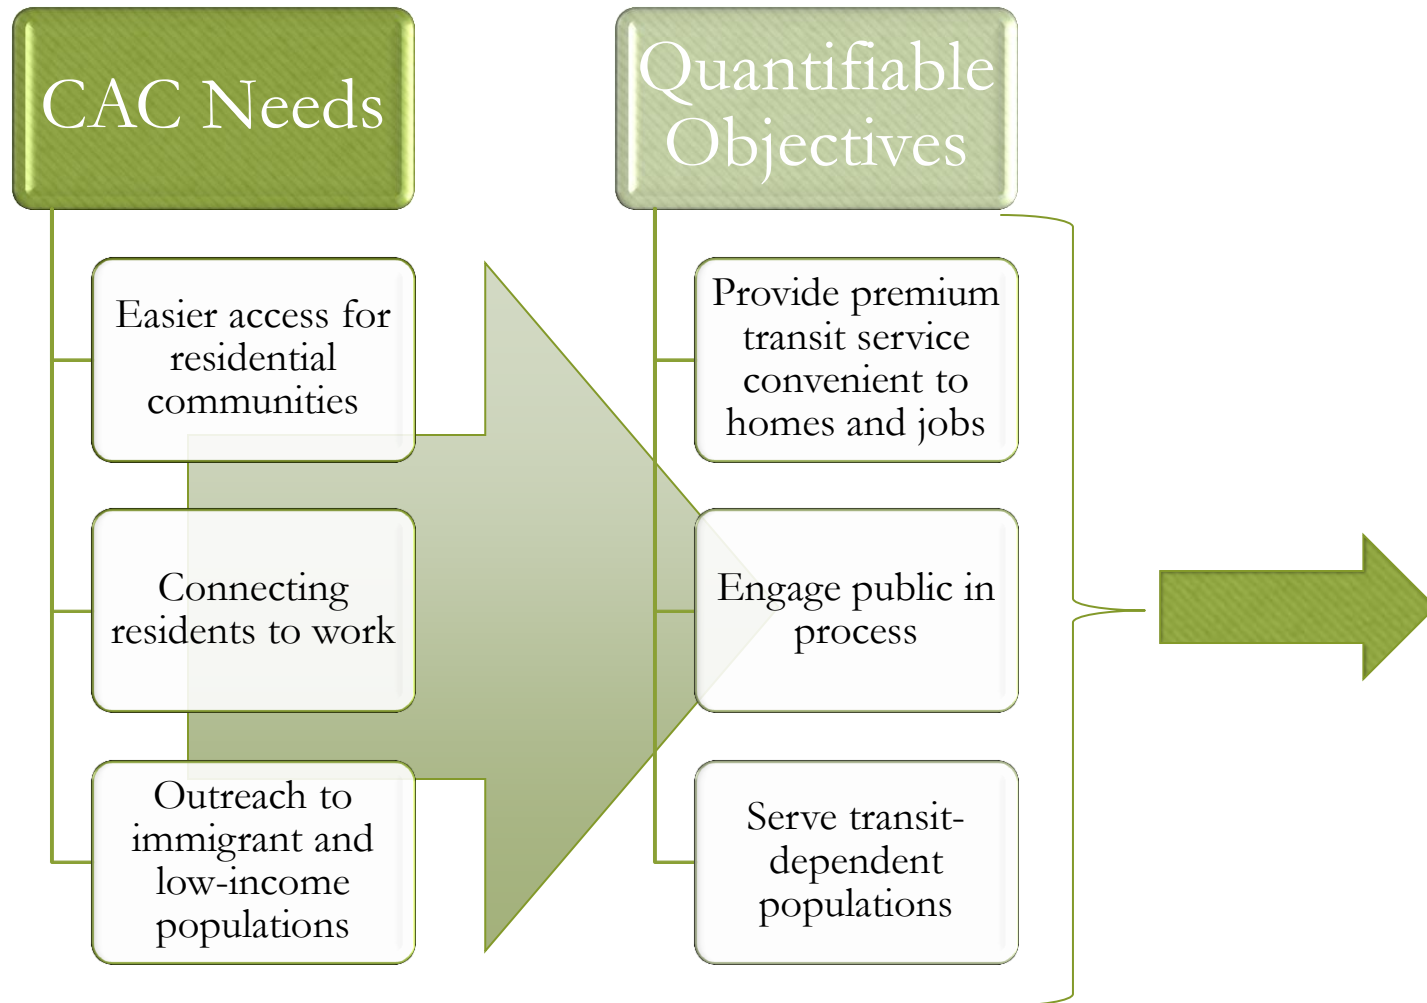 CAC Needs
Easier access for
residential
communities
Connecting
residents to work
Outreach to
immigrant and
low-income
populations
Quantifiable
Objectives
Provide premium
transit service
convenient to
homes and jobs
Engage public in
process
Serve transit-
dependent
populations